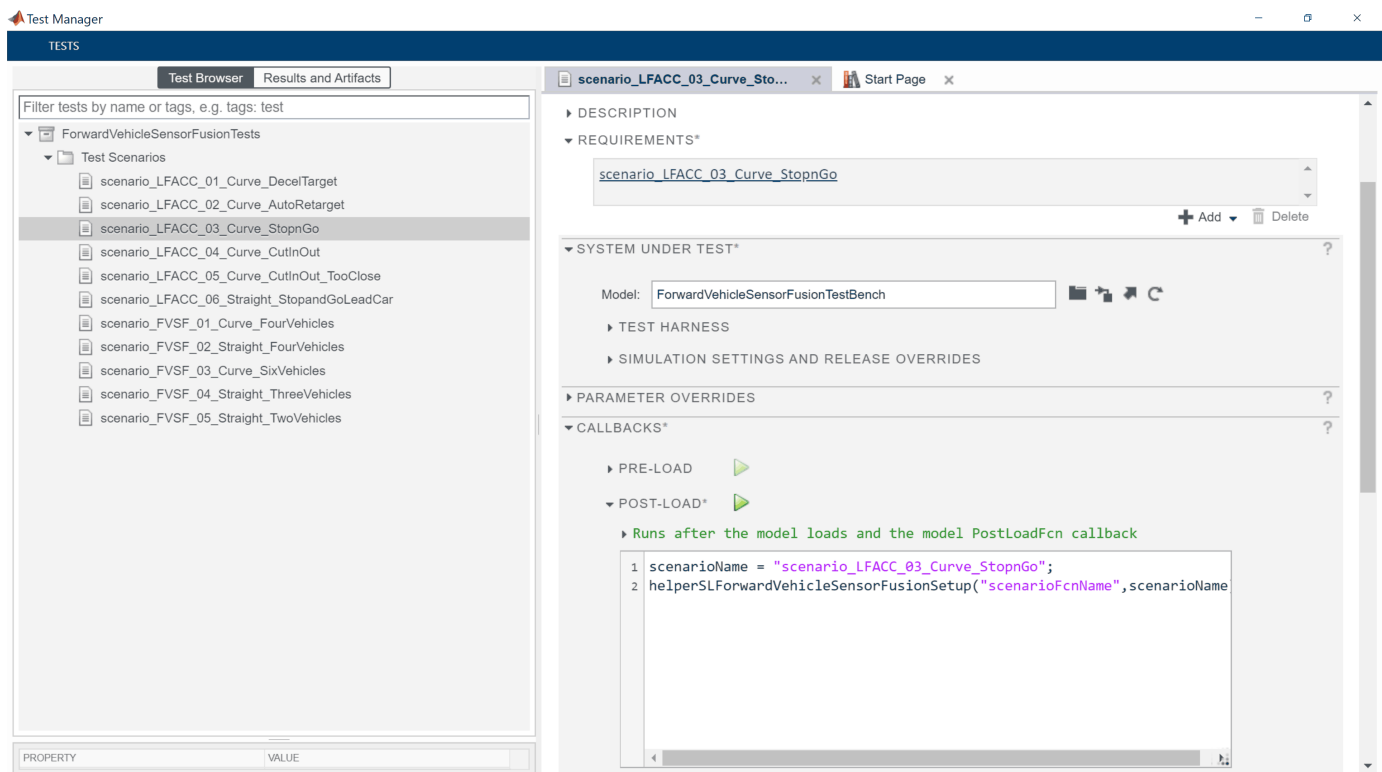 Test Manager
TESTS
Test Browser Results and Artifacts
Filter tests by name or tags, e.g. tags: test
ForwardVehicleSensorFusionTests
Test Scenarios
scenario_LFACC_01_Curve_DecelTarget
scenario_LFACC_02_Curve_AutoRetarget
scenario_LFACC_03_Curve_StopnGo
scenario_LFACC_04_Curve_CutInOut
scenario_LFACC_05_Curve_CutInOut_TooClose
scenario_LFACC_06_Straight_StopandGoLeadCar
scenario_FVSF_01_Curve_FourVehicles
scenario_FVSF_02_Straight_FourVehicles
scenario_FVSF_03_Curve_SixVehicles
scenario_FVSF_04_Straight_ThreeVehicles
scenario_FVSF_05_Straight_TwoVehicles
PROPERTY VALUE
scenario_LFACC_03_Curve_Sto... Start Page
DESCRIPTION
REQUIREMENTS*
scenario_LFACC_03_Curve_StopnGo
Add Delete
SYSTEM UNDER TEST* ?
Model: ForwardVehicleSensorFusionTestBench
TEST HARNESS
SIMULATION SETTINGS AND RELEASE OVERRIDES
PARAMETER OVERRIDES ?
CALLBACKS* ?
PRE-LOAD
POST-LOAD*
Runs after the model loads and the model PostLoadFcn callback
1 scenarioName = "scenario_LFACC_03_Curve_StopnGo";
2 helperSLForwardVehicleSensorFusionSetup("scenarioFcnName",scenarioName